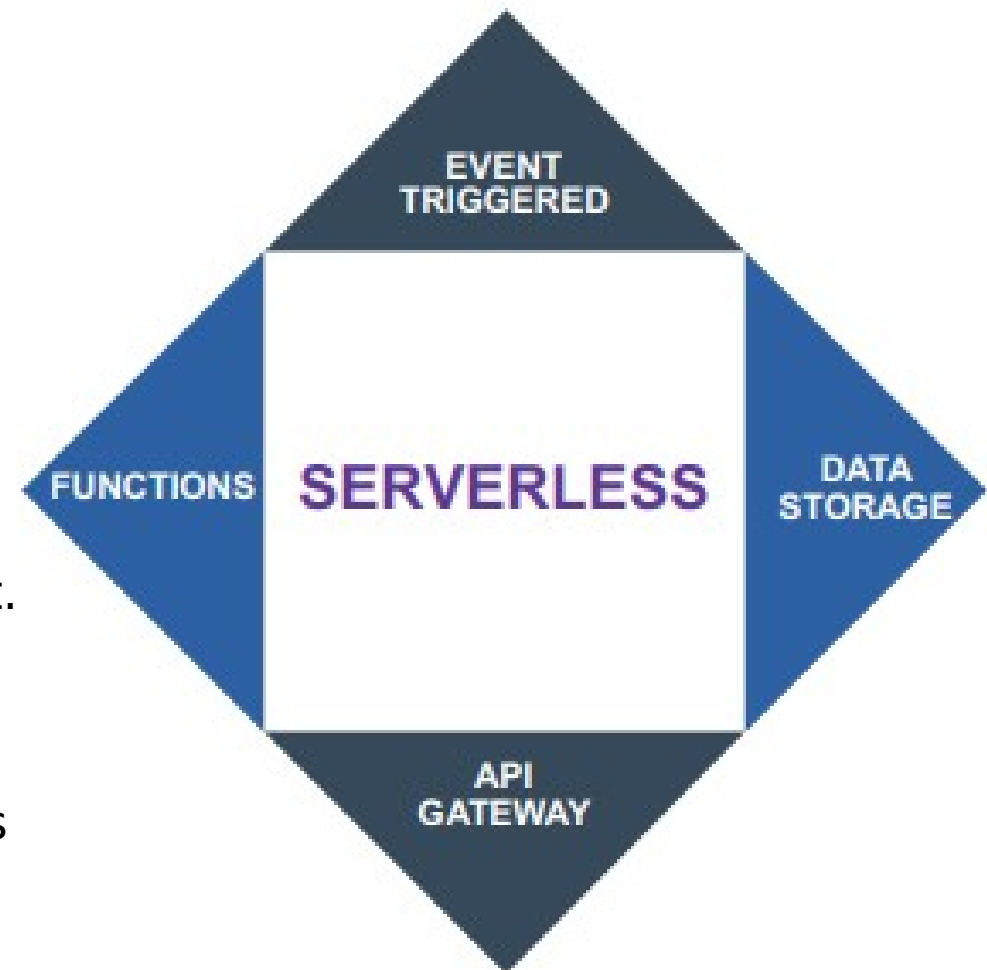 EVENT
TRIGGERED
FUNCTIONS
SERVERLESS
DATA
STORAGE
API
GATEWAY